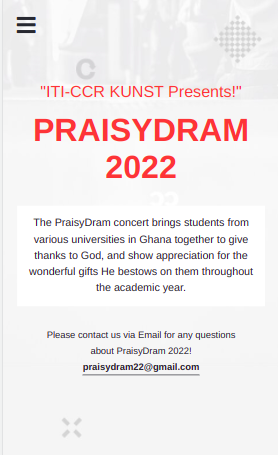 "ITI-CCR KUNST Presents!"
PRAISYDRAM
2022
The PraisyDram concert brings students from
various universities in Ghana together to give
thanks to God, and show appreciation for the
wonderful gifts He bestows on them throughout
the academic year.
Please contact us via Email for any questions
about PraisyDram 2022!
praisydram22@gmail.com